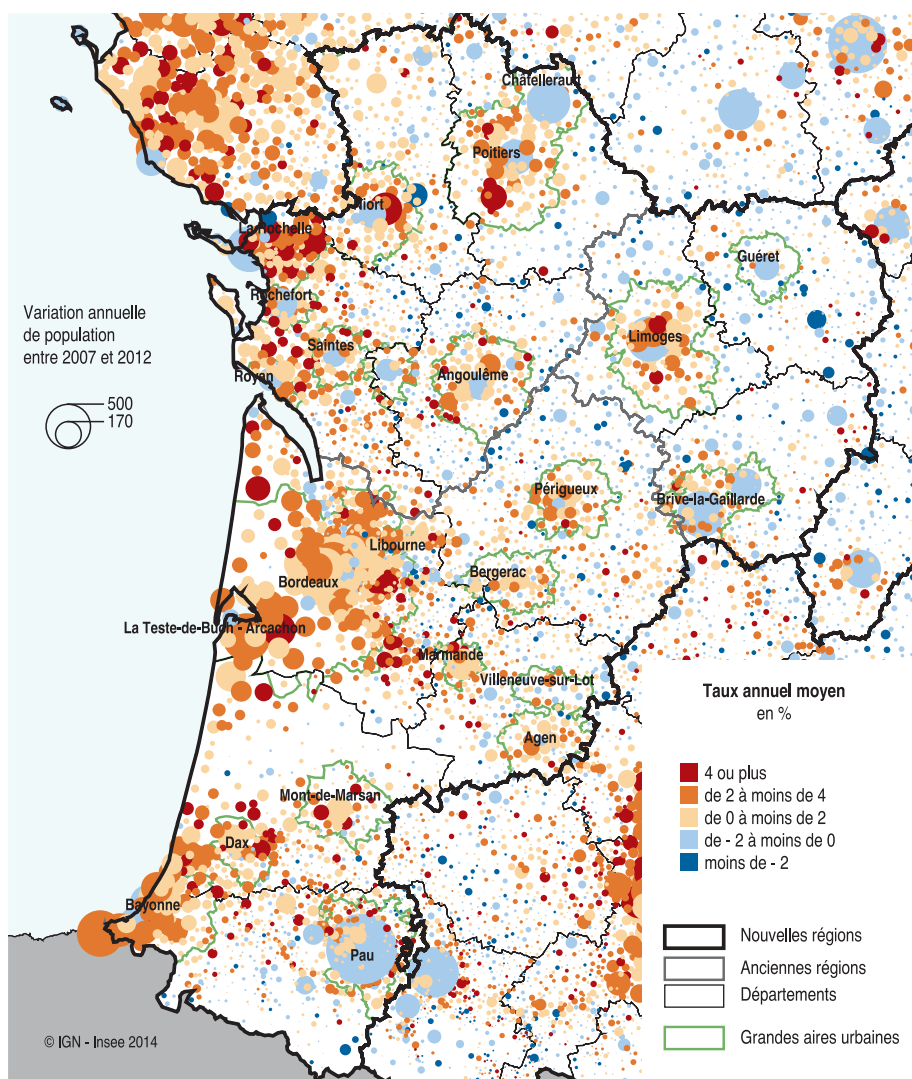 Châtellerault
Poitiers
Niort
La Rochelle
Guéret
Rochefort
Variation annuelle
de population
entre 2007 et 2012
Saintes
Limoges
Royan
Angoulême
500
170
Périgueux
Brive-la-Gaillarde
Libourne
Bergerac
Bordeaux
La Teste-de-Buch - Arcachon
Marmande
Villeneuve-sur-Lot
Agen
Taux annuel moyen
en %
4 ou plus
de 2 à moins de 4
de 0 à moins de 2
de - 2 à moins de 0
moins de - 2
Mont-de-Marsan
Dax
Bayonne
Pau
Nouvelles régions
Anciennes régions
Départements
Grandes aires urbaines
© IGN - Insee 2014